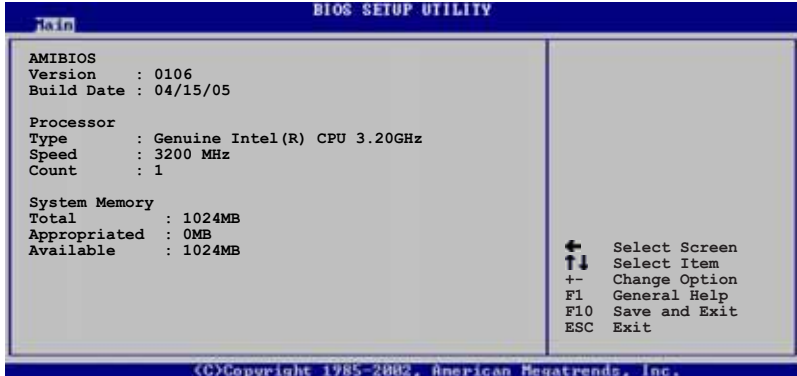 BIOS SETUP UTILITY
Main
AMIBIOS
Version : 0106
Build Date : 04/15/05
Processor
Type : Genuine Intel(R) CPU 3.20GHz
Speed : 3200 MHz
Count : 1
System Memory
Total : 1024MB
Appropriated : 0MB
Available : 1024MB
← Select Screen
↑↓ Select Item
+- Change Option
F1 General Help
F10 Save and Exit
ESC Exit
(C)Copyright 1985-2002, American Megatrends, Inc.